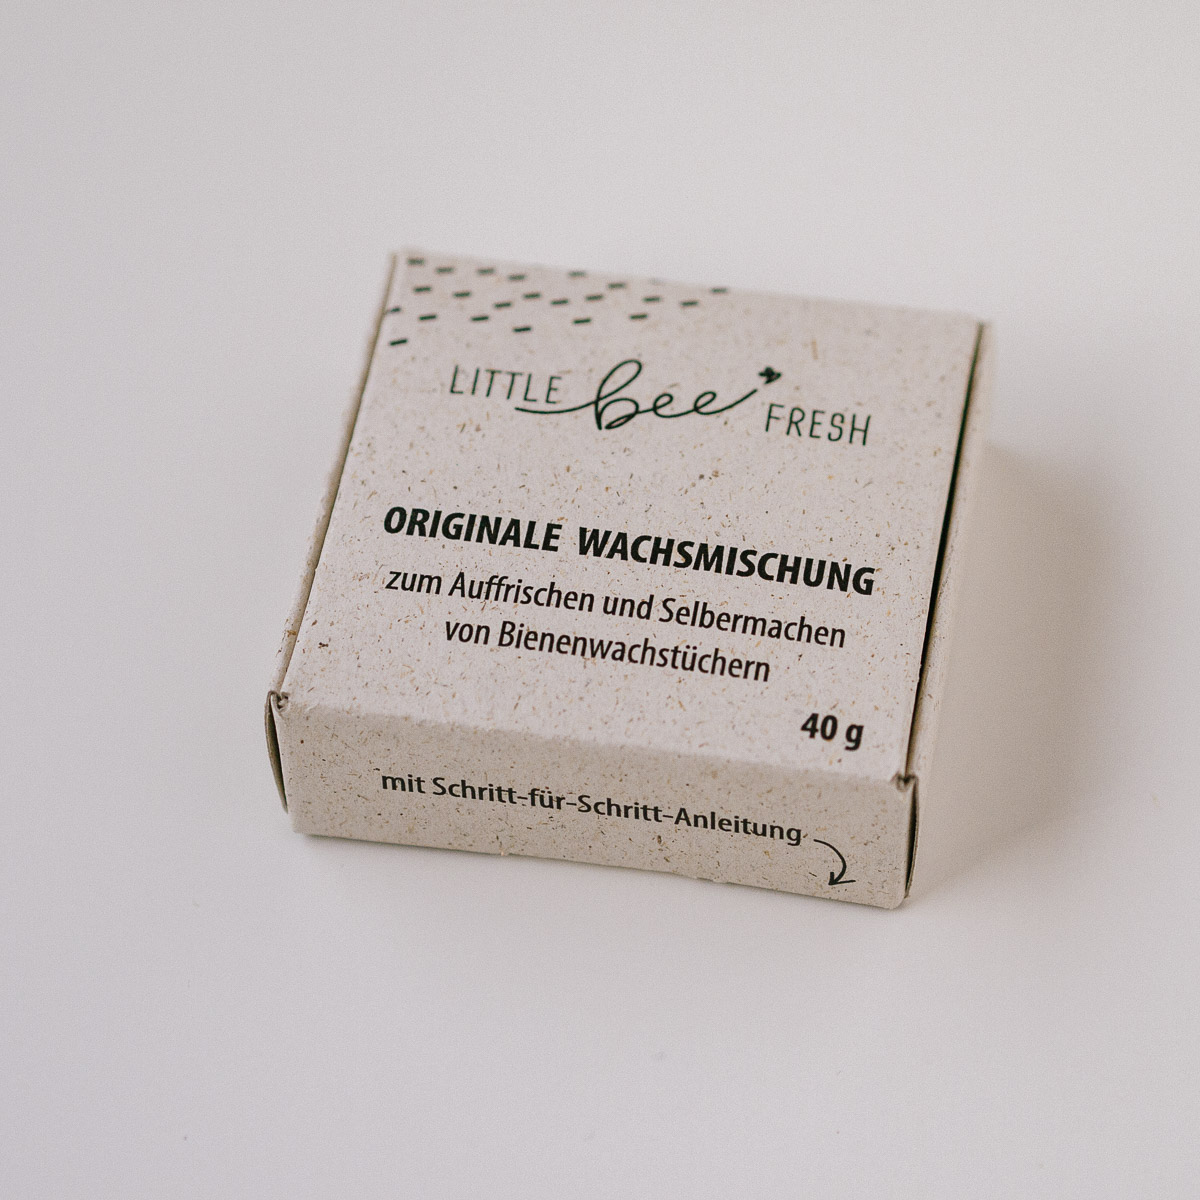 LITTLE bee FRESH
ORIGINALE WACHSMISCHUNG
zum Auffrischen und Selbermachen
von Bienenwachstüchern
40 g
mit Schritt-für-Schritt-Anleitung